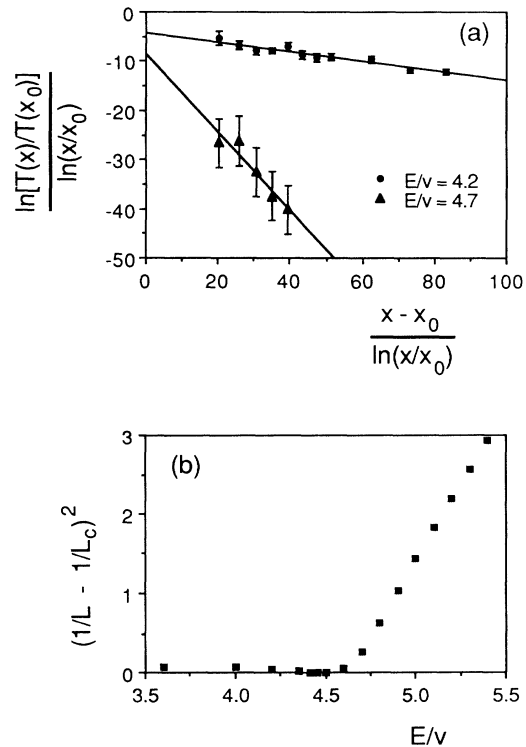 0
-10
-20
-30
-40
-50
ln[T(x)/T(x0)]
ln(x/x0)
(a)
E/v = 4.2
E/v = 4.7
0 20 40 60 80 100
x - x0
ln(x/x0)
3
2
1
0
(1/L - 1/Lc)2
(b)
3.5 4.0 4.5 5.0 5.5
E/v